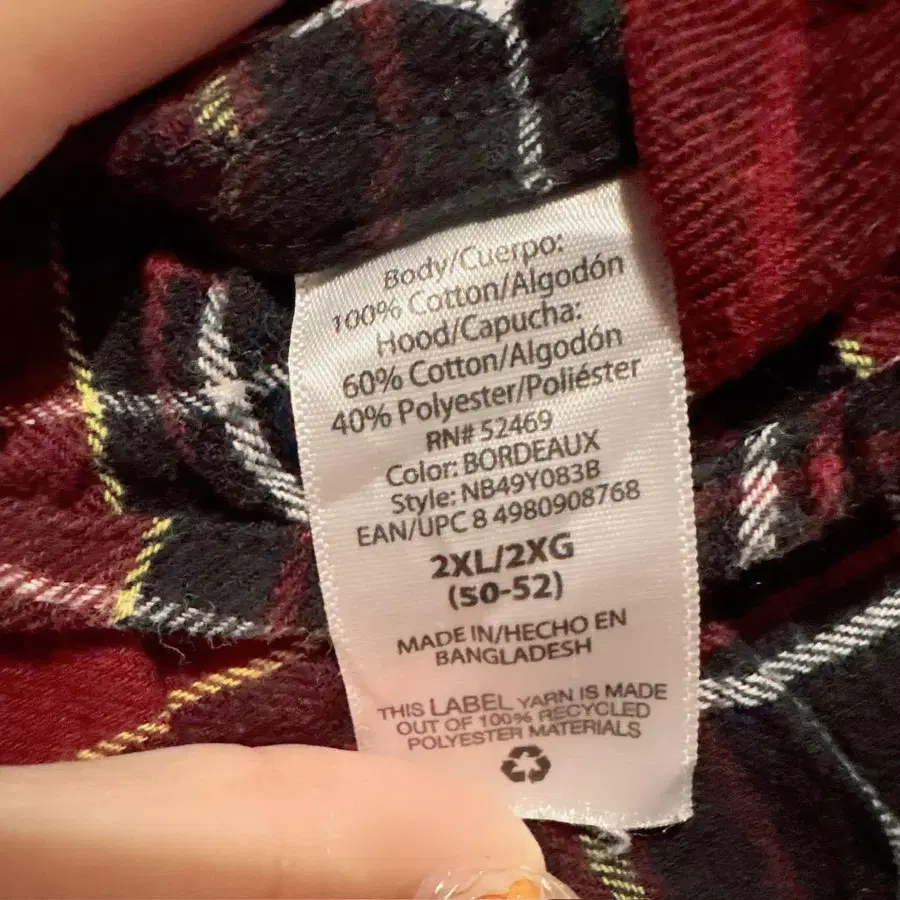 Body/Cuerpo:
100% Cotton/Algodón
Hood/Capucha:
60% Cotton/Algodón
40% Polyester/Poliéster
RN# 52469
Color: BORDEAUX
Style: NB49Y083B
EAN/UPC 8 4980908768
2XL/2XG
(50-52)
MADE IN/HECHO EN
BANGLADESH
THIS LABEL YARN IS MADE
OUT OF 100% RECYCLED
POLYESTER MATERIALS